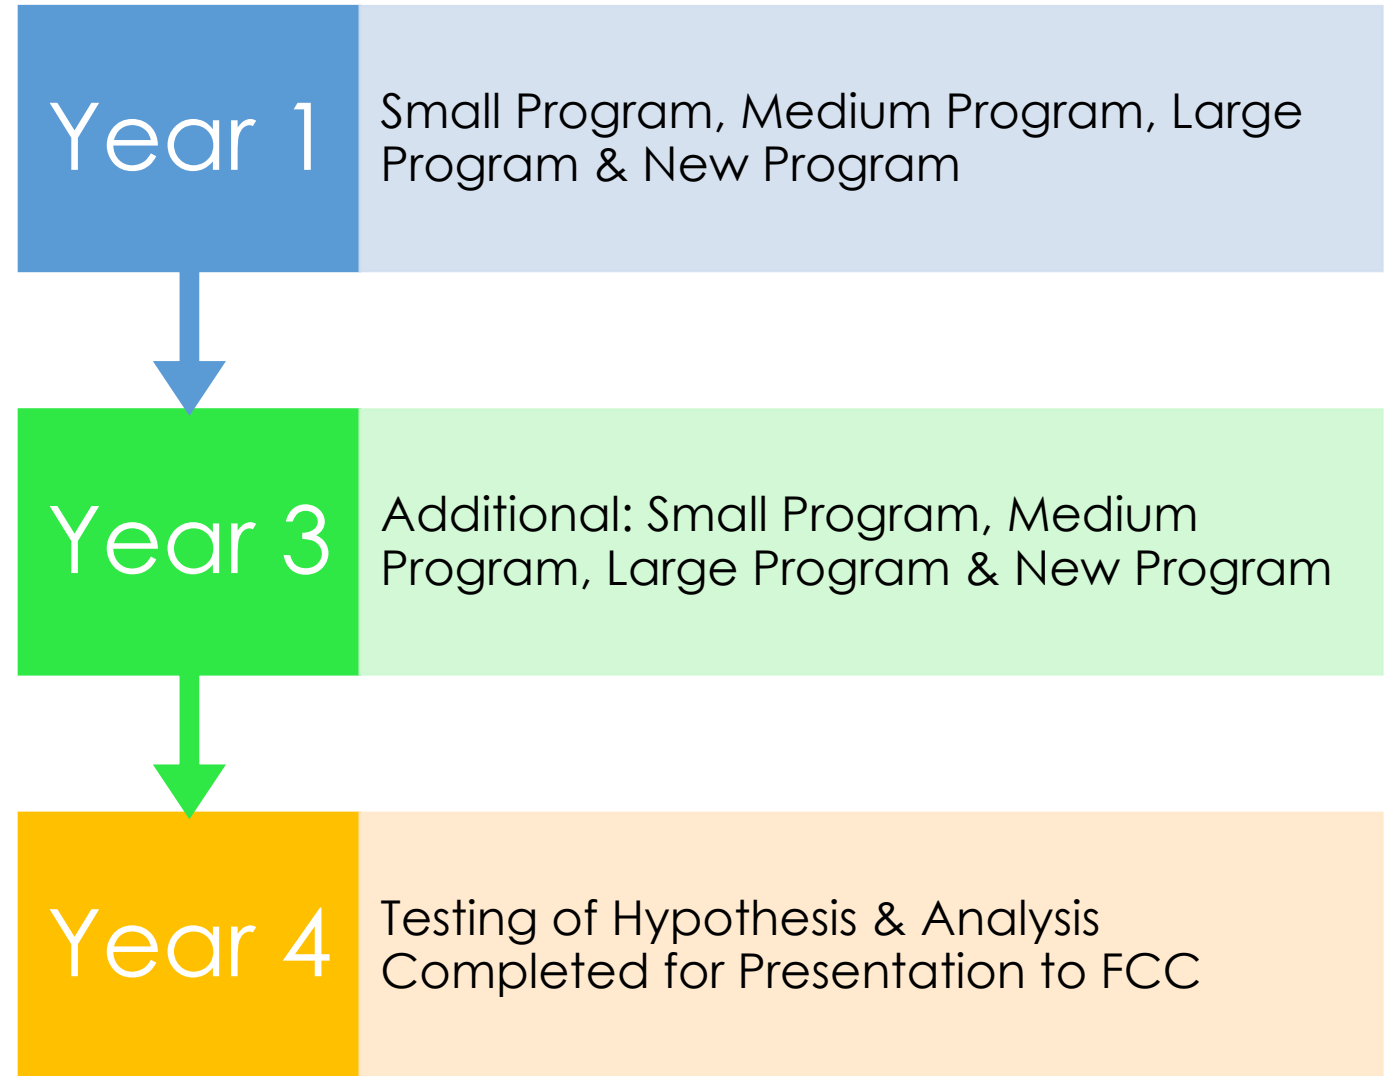 Year 1
Small Program, Medium Program, Large
Program & New Program
Year 3
Additional: Small Program, Medium
Program, Large Program & New Program
Year 4
Testing of Hypothesis & Analysis
Completed for Presentation to FCC